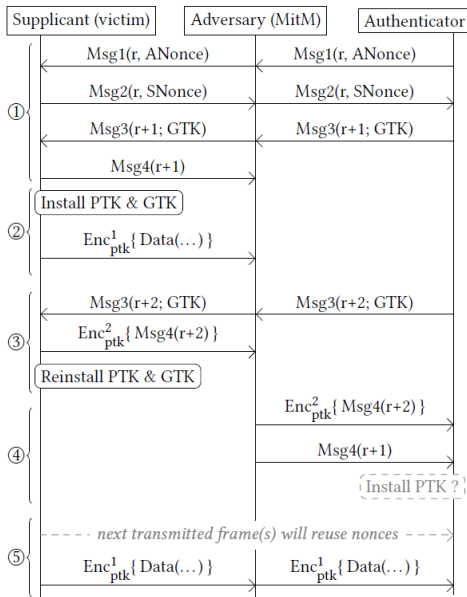 Supplicant (victim) Adversary (MitM) Authenticator
Msg1(r, ANonce) Msg1(r, ANonce)
Msg2(r, SNonce) Msg2(r, SNonce)
①
Msg3(r+1; GTK) Msg3(r+1; GTK)
Msg4(r+1)
Install PTK & GTK
②
Enc¹ptk{ Data(…) }
Msg3(r+2; GTK) Msg3(r+2; GTK)
③
Enc²ptk{ Msg4(r+2) }
Reinstall PTK & GTK
Enc²ptk{ Msg4(r+2) }
④
Msg4(r+1)
Install PTK ?
next transmitted frame(s) will reuse nonces
⑤
Enc¹ptk{ Data(…) } Enc¹ptk{ Data(…) }